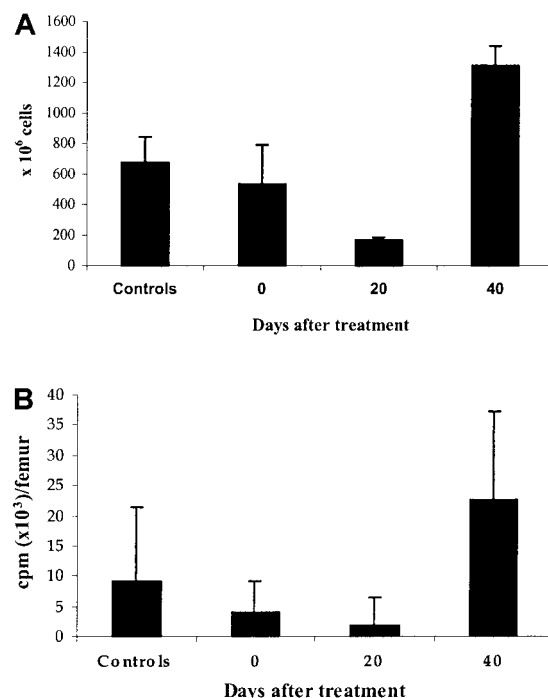 A
x 10⁶ cells
1600
1400
1200
1000
800
600
400
200
0
Controls 0 20 40
Days after treatment
B
cpm (x10³)/femur
40
35
30
25
20
15
10
5
0
Controls 0 20 40
Days after treatment